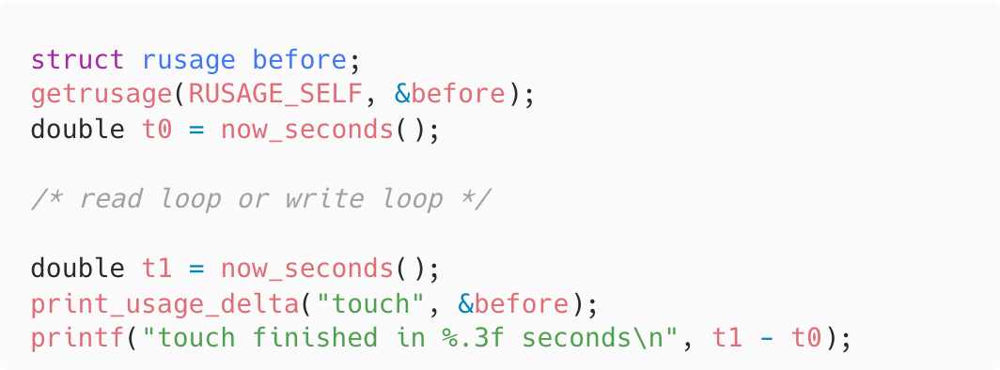 struct rusage before;
getrusage(RUSAGE_SELF, &before);
double t0 = now_seconds();
/* read loop or write loop */
double t1 = now_seconds();
print_usage_delta("touch", &before);
printf("touch finished in %.3f seconds\n", t1 - t0);